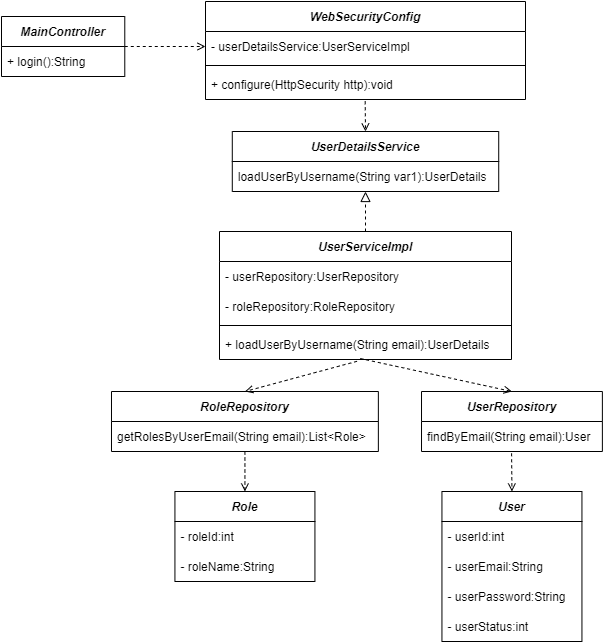 MainController
+ login():String
WebSecurityConfig
- userDetailsService:UserServiceImpl
+ configure(HttpSecurity http):void
UserDetailsService
loadUserByUsername(String var1):UserDetails
UserServiceImpl
- userRepository:UserRepository
- roleRepository:RoleRepository
+ loadUserByUsername(String email):UserDetails
RoleRepository
getRolesByUserEmail(String email):List<Role>
UserRepository
findByEmail(String email):User
Role
- roleId:int
- roleName:String
User
- userId:int
- userEmail:String
- userPassword:String
- userStatus:int